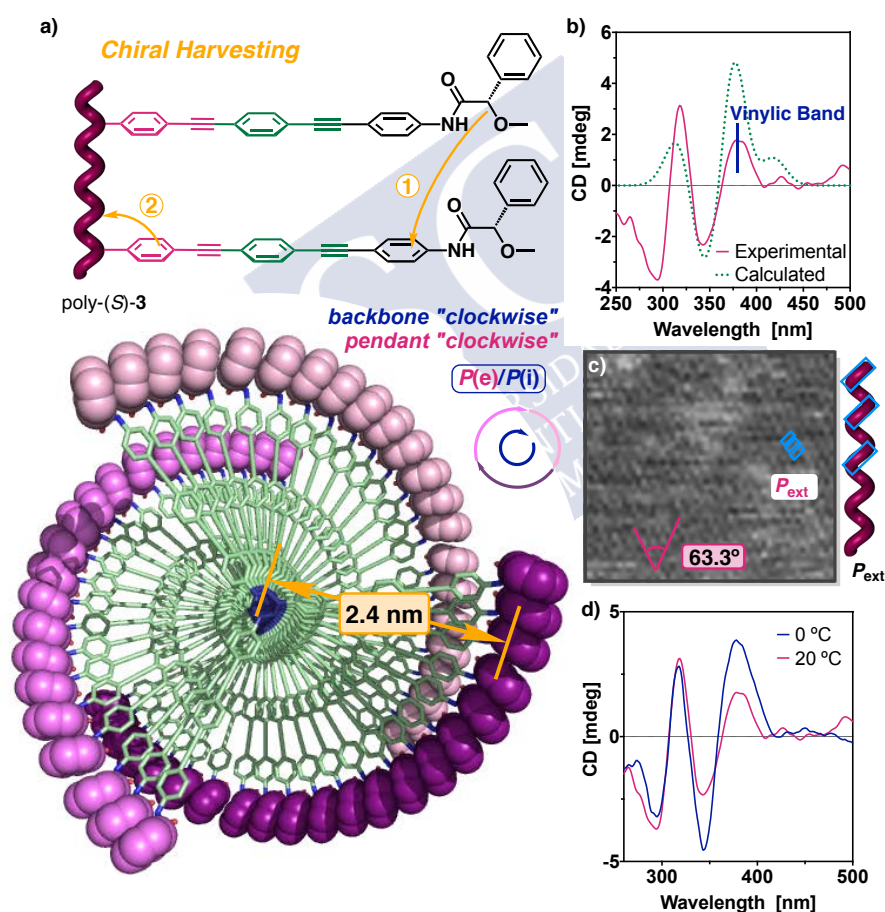 a)
Chiral Harvesting
O
NH
O
1
2
O
NH
O
poly-(S)-3
backbone "clockwise"
pendant "clockwise"
P(e)/P(i)
2.4 nm
b)
CD [mdeg]
6
4
2
0
-2
-4
Vinylic Band
Experimental
Calculated
250 300 350 400 450 500
Wavelength [nm]
c)
Pext
63.3º
Pext
d)
CD [mdeg]
5
0
-5
0 ºC
20 ºC
300 350 400 450 500
Wavelength [nm]